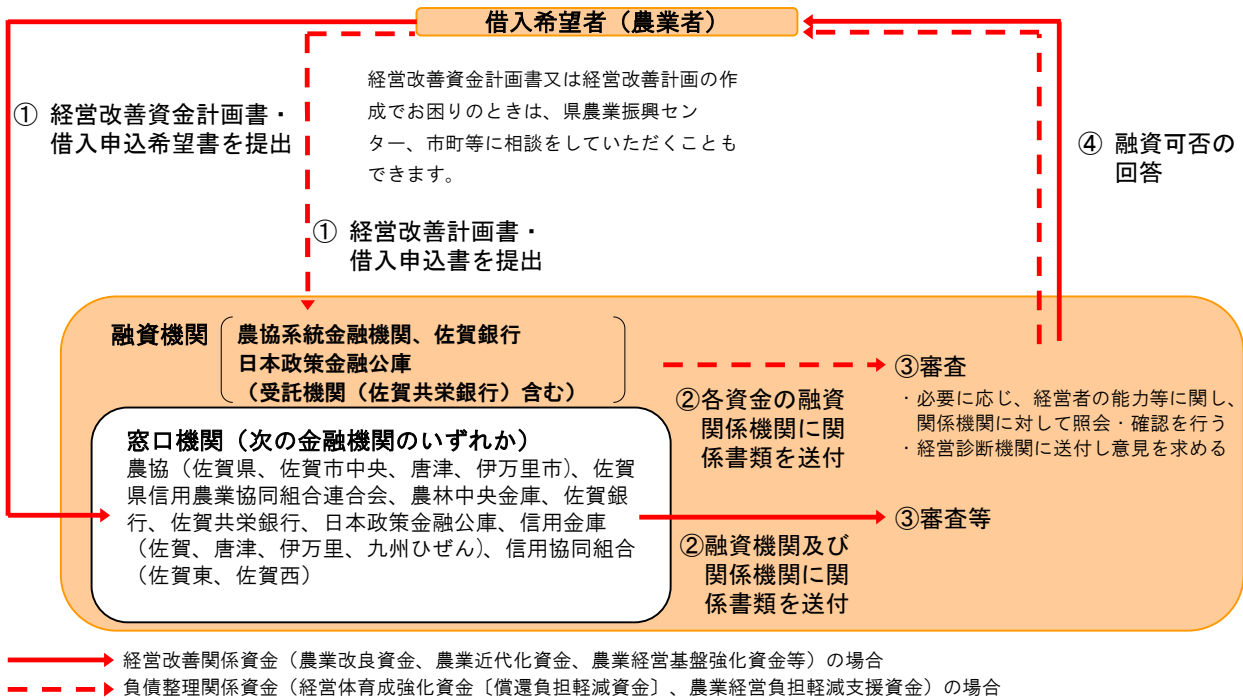 借入希望者（農業者）
経営改善資金計画書又は経営改善計画の作
成でお困りのときは、県農業振興セン
ター、市町等に相談をしていただくことも
できます。
① 経営改善資金計画書・
借入申込希望書を提出
④ 融資可否の
回答
① 経営改善計画書・
借入申込書を提出
融資機関
農協系統金融機関、佐賀銀行
日本政策金融公庫
（受託機関（佐賀共栄銀行）含む）
②各資金の融資
関係機関に関
係書類を送付
③審査
・必要に応じ、経営者の能力等に関し、
関係機関に対して照会・確認を行う
・経営診断機関に送付し意見を求める
窓口機関（次の金融機関のいずれか）
農協（佐賀県、佐賀市中央、唐津、伊万里市）、佐賀
県信用農業協同組合連合会、農林中央金庫、佐賀銀
行、佐賀共栄銀行、日本政策金融公庫、信用金庫
（佐賀、唐津、伊万里、九州ひぜん）、信用協同組合
（佐賀東、佐賀西）
②融資機関及び
関係機関に関
係書類を送付
③審査等
経営改善関係資金（農業改良資金、農業近代化資金、農業経営基盤強化資金等）の場合
負債整理関係資金（経営体育成強化資金〔償還負担軽減資金〕、農業経営負担軽減支援資金）の場合